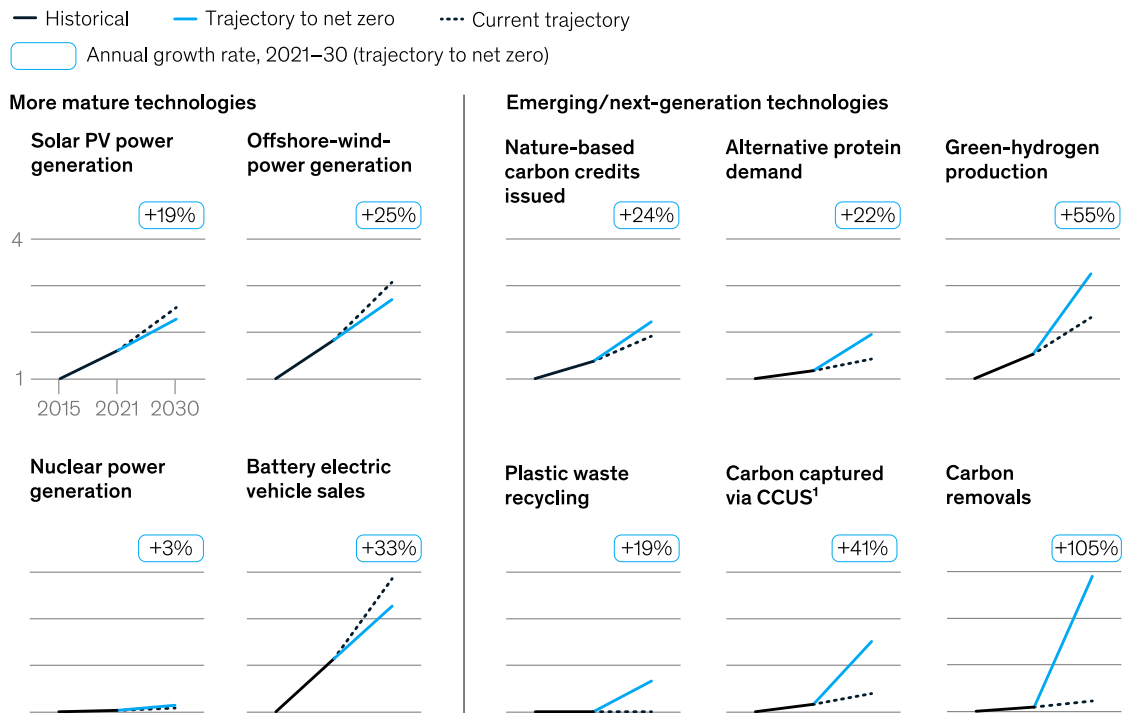 Historical
Trajectory to net zero
Current trajectory
Annual growth rate, 2021–30 (trajectory to net zero)
More mature technologies
Solar PV power
generation
+19%
4
1
2015
2021
2030
Offshore-wind-
power generation
+25%
Nuclear power
generation
+3%
Battery electric
vehicle sales
+33%
Emerging/next-generation technologies
Nature-based
carbon credits
issued
+24%
Alternative protein
demand
+22%
Green-hydrogen
production
+55%
Plastic waste
recycling
+19%
Carbon captured
via CCUS¹
+41%
Carbon
removals
+105%